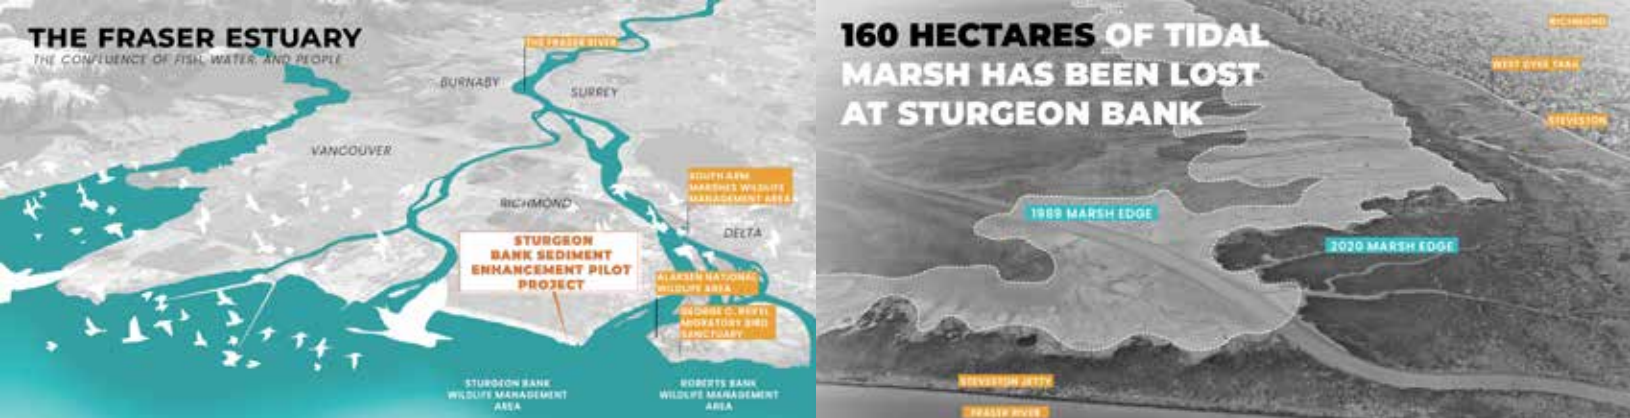 THE FRASER ESTUARY
THE CONFLUENCE OF FISH, WATER, AND PEOPLE
THE FRASER RIVER
BURNABY
SURREY
VANCOUVER
SOUTH ARM
MARSHES WILDLIFE
MANAGEMENT AREA
RICHMOND
DELTA
STURGEON
BANK SEDIMENT
ENHANCEMENT PILOT
PROJECT
ALAKSEN NATIONAL
WILDLIFE AREA
GEORGE C. REIFEL
MIGRATORY BIRD
SANCTUARY
STURGEON BANK
WILDLIFE MANAGEMENT
AREA
ROBERTS BANK
WILDLIFE MANAGEMENT
AREA
160 HECTARES OF TIDAL
MARSH HAS BEEN LOST
AT STURGEON BANK
RICHMOND
WEST DYKE TRAIL
STEVESTON
1989 MARSH EDGE
2020 MARSH EDGE
STEVESTON JETTY
FRASER RIVER